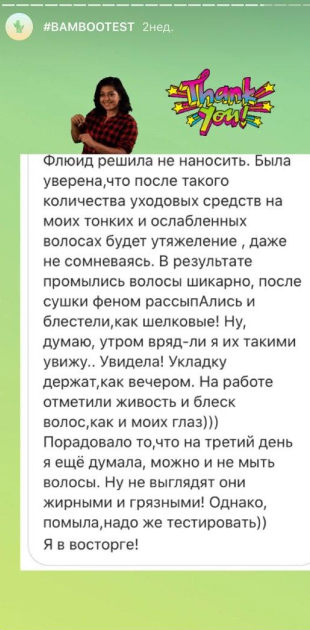 #BAMBOOTEST 2нед.
Thank
You!
Флюид решила не наносить. Была
уверена,что после такого
количества уходовых средств на
моих тонких и ослабленных
волосах будет утяжеление , даже
не сомневаясь. В результате
промылись волосы шикарно, после
сушки феном рассыпАлись и
блестели,как шелковые! Ну,
думаю, утром вряд-ли я их такими
увижу.. Увидела! Укладку
держат,как вечером. На работе
отметили живость и блеск
волос,как и моих глаз)))
Порадовало то,что на третий день
я ещё думала, можно и не мыть
волосы. Ну не выглядят они
жирными и грязными! Однако,
помыла,надо же тестировать))
Я в восторге!